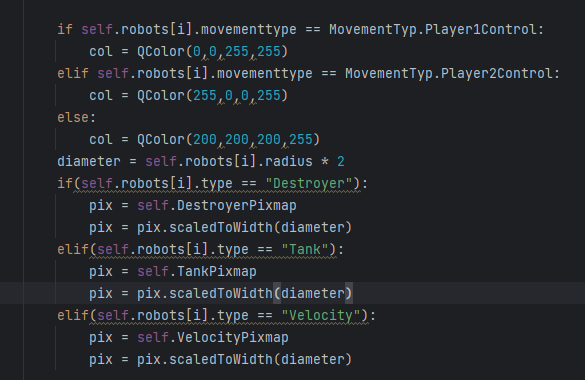 if self.robots[i].movementtype == MovementTyp.Player1Control:
    col = QColor(0,0,255,255)
elif self.robots[i].movementtype == MovementTyp.Player2Control:
    col = QColor(255,0,0,255)
else:
    col = QColor(200,200,200,255)
diameter = self.robots[i].radius * 2
if(self.robots[i].type == "Destroyer"):
    pix = self.DestroyerPixmap
    pix = pix.scaledToWidth(diameter)
elif(self.robots[i].type == "Tank"):
    pix = self.TankPixmap
    pix = pix.scaledToWidth(diameter)
elif(self.robots[i].type == "Velocity"):
    pix = self.VelocityPixmap
    pix = pix.scaledToWidth(diameter)